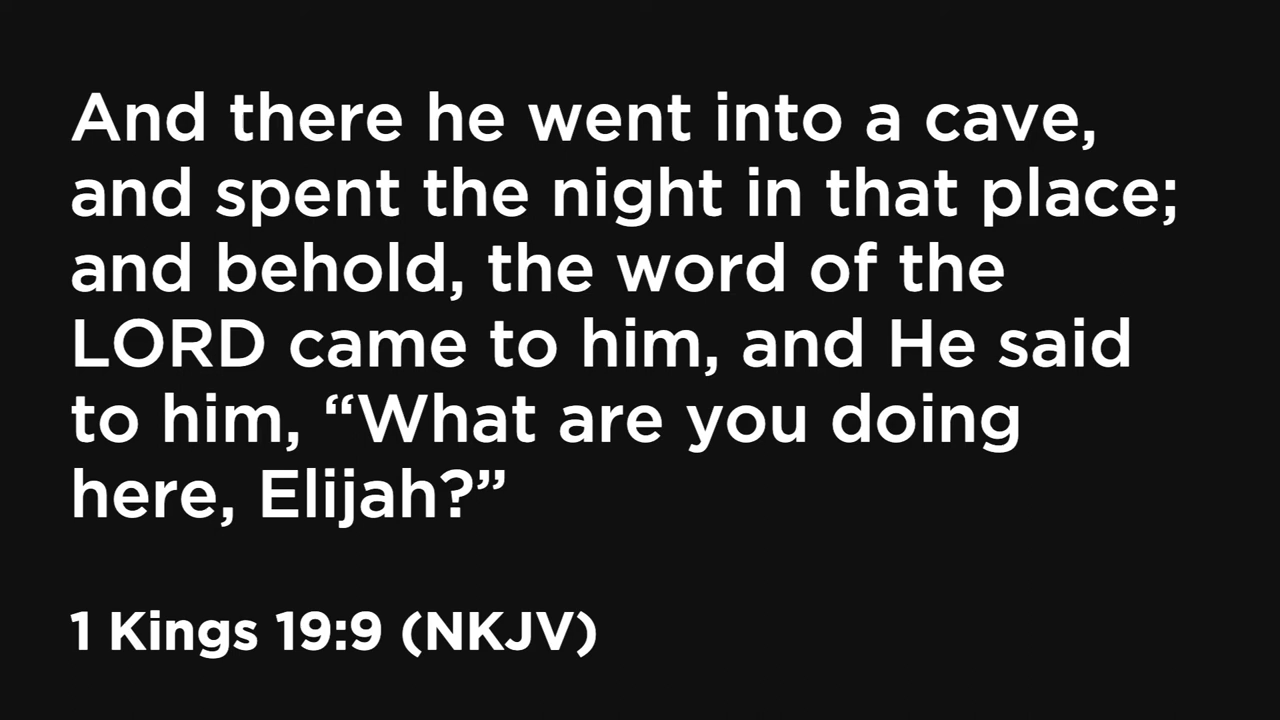 And there he went into a cave,
and spent the night in that place;
and behold, the word of the
LORD came to him, and He said
to him, “What are you doing
here, Elijah?”
1 Kings 19:9 (NKJV)